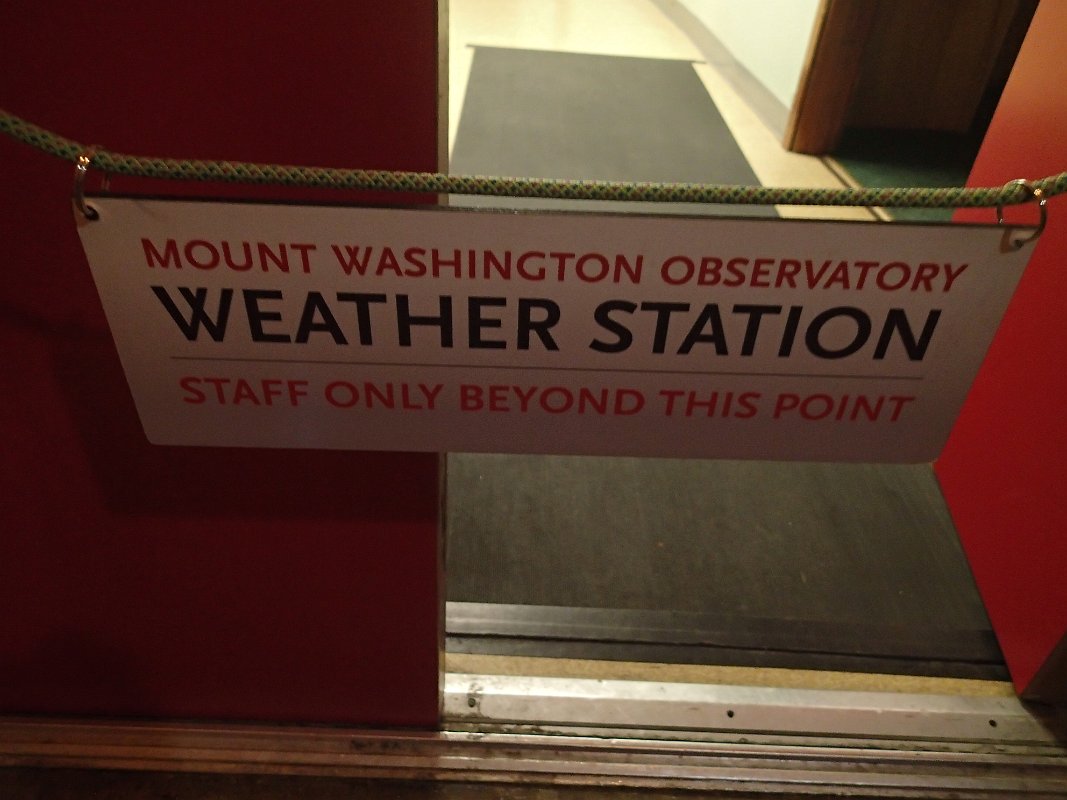 MOUNT WASHINGTON OBSERVATORY
WEATHER STATION
STAFF ONLY BEYOND THIS POINT